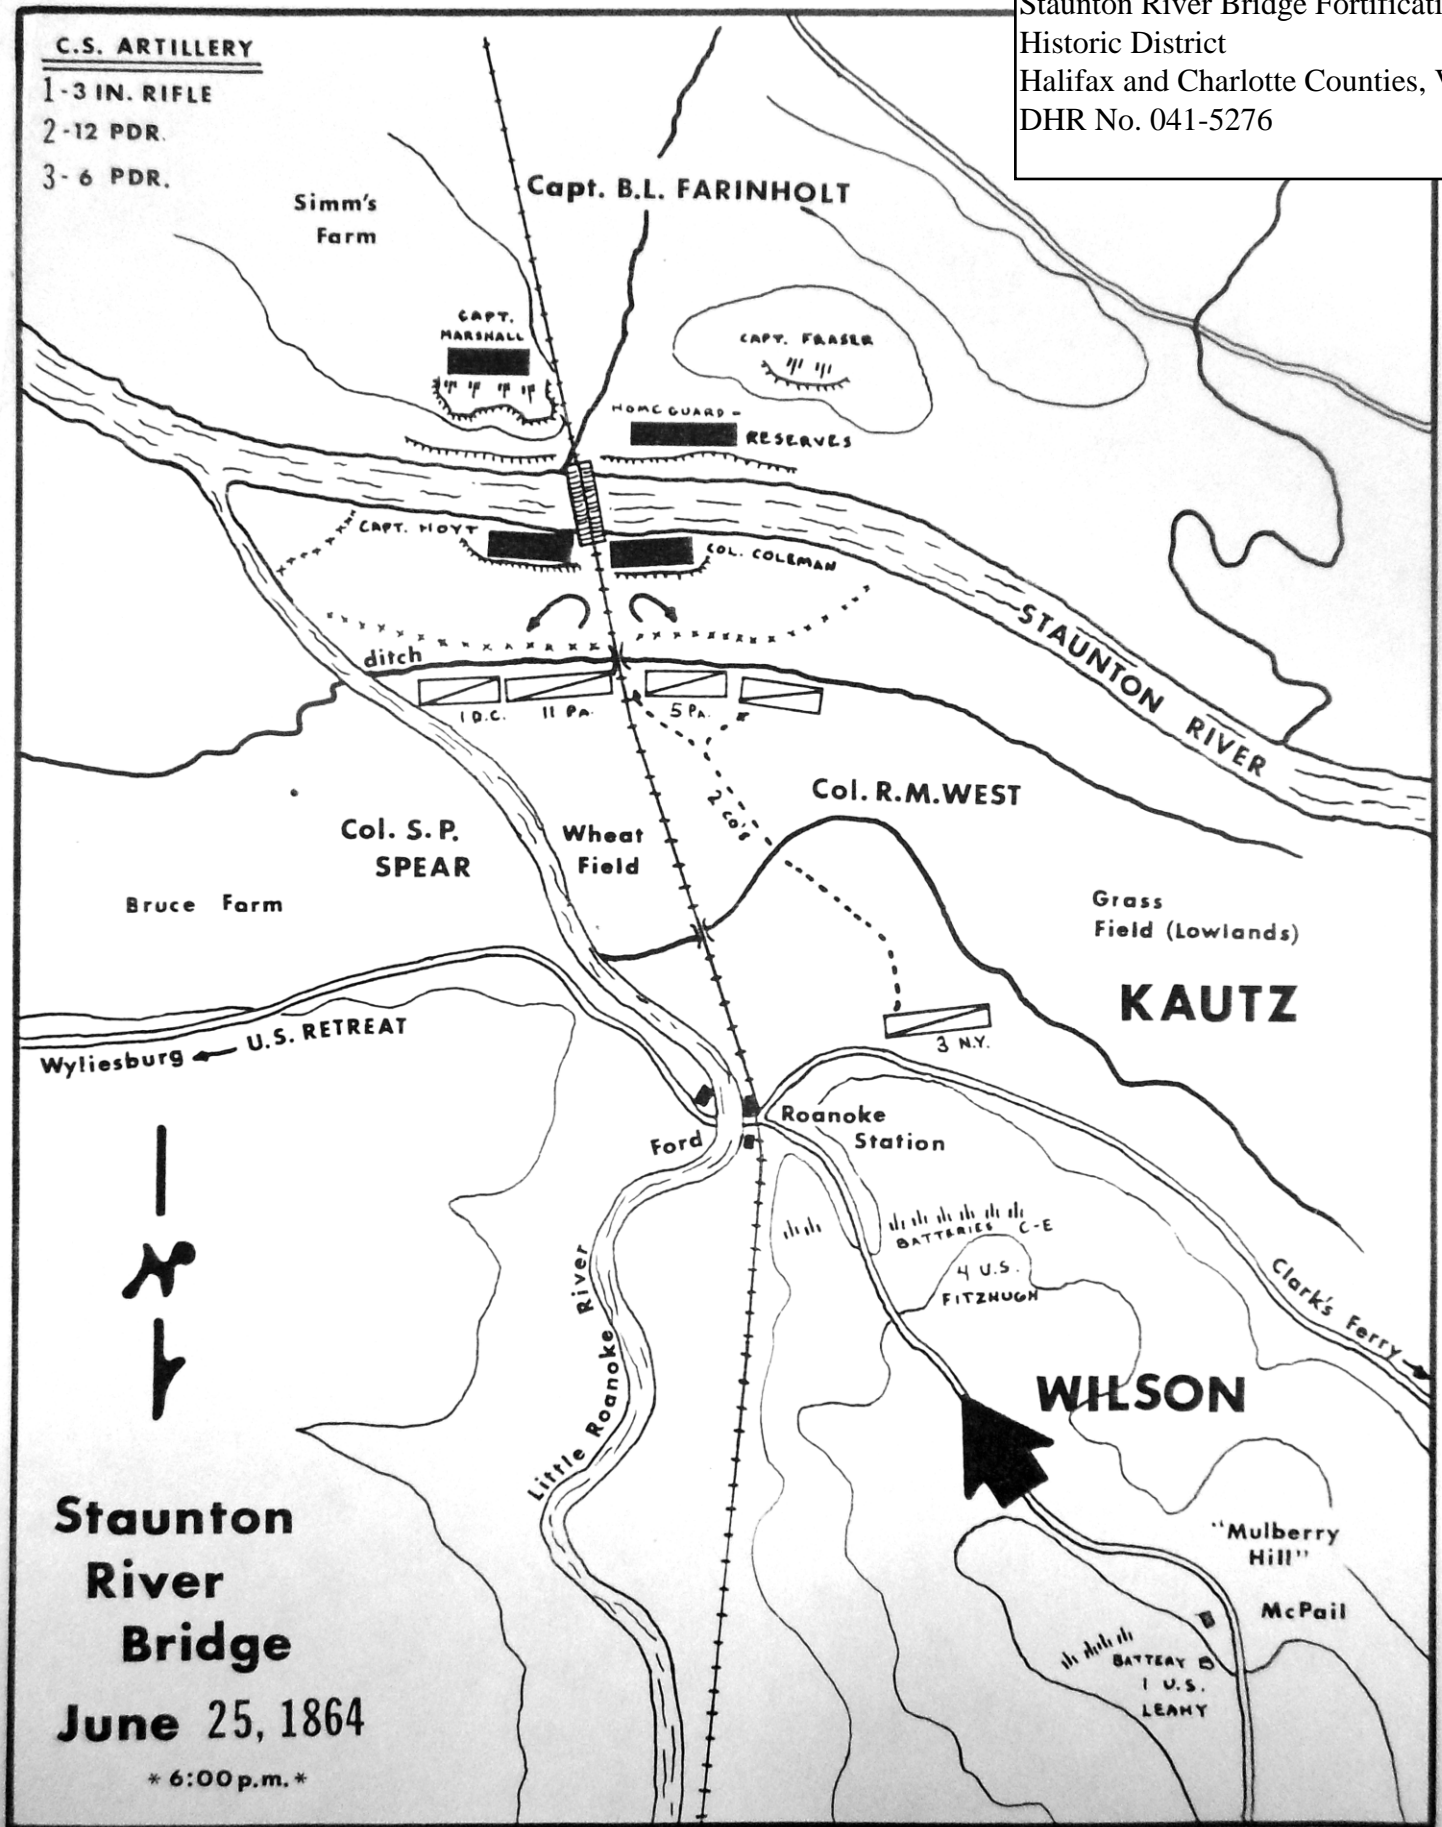 Staunton River Bridge Fortificati
Historic District
Halifax and Charlotte Counties, V
DHR No. 041-5276
C.S. ARTILLERY
1-3 IN. RIFLE
2-12 PDR.
3-6 PDR.
Simm's
Farm
Capt. B.L. FARINHOLT
CAPT.
MARSHALL
CAPT. FRASER
HOME GUARD -
RESERVES
CAPT. HOYT
COL. COLEMAN
STAUNTON RIVER
ditch
1 D.C.
11 PA.
5 PA.
2 CO'S
Col. R.M. WEST
Col. S. P.
SPEAR
Wheat
Field
Bruce Farm
Grass
Field (Lowlands)
KAUTZ
3 N.Y.
U.S. RETREAT
Wyliesburg
Roanoke
Station
Ford
BATTERIES C-E
4 U.S.
FITZHUGH
Clark's Ferry
Little Roanoke River
N
WILSON
"Mulberry
Hill"
McPail
BATTERY B
1 U.S.
LEAHY
Staunton
River
Bridge
June 25, 1864
* 6:00 p.m. *